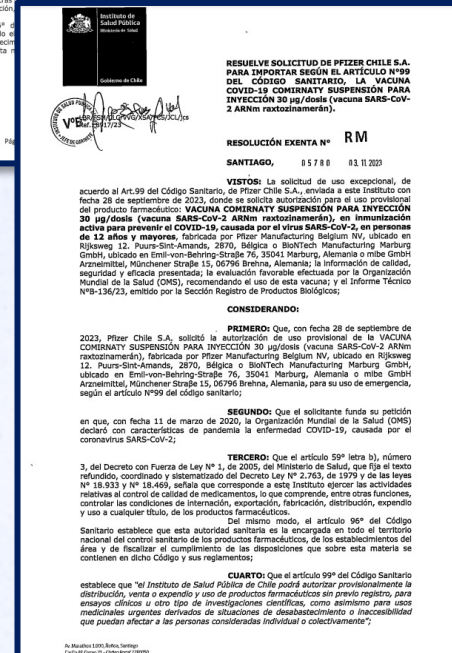 Instituto de
Salud Pública
Ministerio de Salud
Gobierno de Chile
RESUELVE SOLICITUD DE PFIZER CHILE S.A.
PARA IMPORTAR SEGÚN EL ARTÍCULO N°99
DEL CÓDIGO SANITARIO, LA VACUNA
COVID-19 COMIRNATY SUSPENSIÓN PARA
INYECCIÓN 30 µg/dosis (vacuna SARS-CoV-
2 ARNm raxtozinamerán).
RESOLUCIÓN EXENTA N° RM
SANTIAGO, 05780 03.11.2023
VISTOS: La solicitud de uso excepcional, de
acuerdo al Art.99 del Código Sanitario, de Pfizer Chile S.A., enviada a este Instituto con
fecha 28 de septiembre de 2023, donde se solicita autorización para el uso provisional
del producto farmacéutico: VACUNA COMIRNATY SUSPENSIÓN PARA INYECCIÓN
30 µg/dosis (vacuna SARS-CoV-2 ARNm raxtozinamerán), en inmunización
activa para prevenir el COVID-19, causada por el virus SARS-CoV-2, en personas
de 12 años y mayores, fabricada por Pfizer Manufacturing Belgium NV, ubicado en
Rijksweg 12. Puurs-Sint-Amands, 2870, Bélgica o BioNTech Manufacturing Marburg
GmbH, ubicado en Emil-von-Behring-Straße 76, 35041 Marburg, Alemania o mibe GmbH
Arzneimittel, Münchener Straße 15, 06796 Brehna, Alemania; la información de calidad,
seguridad y eficacia presentada; la evaluación favorable efectuada por la Organización
Mundial de la Salud (OMS), recomendando el uso de esta vacuna; y el Informe Técnico
N°B-136/23, emitido por la Sección Registro de Productos Biológicos;
CONSIDERANDO:
PRIMERO: Que, con fecha 28 de septiembre de
2023, Pfizer Chile S.A. solicitó la autorización de uso provisional de la VACUNA
COMIRNATY SUSPENSIÓN PARA INYECCIÓN 30 µg/dosis (vacuna SARS-CoV-2 ARNm
raxtozinamerán), fabricada por Pfizer Manufacturing Belgium NV, ubicado en Rijksweg
12. Puurs-Sint-Amands, 2870, Bélgica o BioNTech Manufacturing Marburg GmbH,
ubicado en Emil-von-Behring-Straße 76, 35041 Marburg, Alemania o mibe GmbH
Arzneimittel, Münchener Straße 15, 06796 Brehna, Alemania, para su uso de emergencia,
según el artículo N°99 del código sanitario;
SEGUNDO: Que el solicitante funda su petición
en que, con fecha 11 de marzo de 2020, la Organización Mundial de la Salud (OMS)
declaró con características de pandemia la enfermedad COVID-19, causada por el
coronavirus SARS-CoV-2;
TERCERO: Que el artículo 59° letra b), número
3, del Decreto con Fuerza de Ley N° 1, de 2005, del Ministerio de Salud, que fija el texto
refundido, coordinado y sistematizado del Decreto Ley N° 2.763, de 1979 y de las leyes
N° 18.933 y N° 18.469, señala que corresponde a este Instituto ejercer las actividades
relativas al control de calidad de medicamentos, lo que comprende, entre otras funciones,
controlar las condiciones de internación, exportación, fabricación, distribución, expendio
y uso a cualquier título, de los productos farmacéuticos.
Del mismo modo, el artículo 96° del Código
Sanitario establece que esta autoridad sanitaria es la encargada en todo el territorio
nacional del control sanitario de los productos farmacéuticos, de los establecimientos del
área y de fiscalizar el cumplimiento de las disposiciones que sobre esta materia se
contienen en dicho Código y sus reglamentos;
CUARTO: Que el artículo 99° del Código Sanitario
establece que "el Instituto de Salud Pública de Chile podrá autorizar provisionalmente la
distribución, venta o expendio y uso de productos farmacéuticos sin previo registro, para
ensayos clínicos u otro tipo de investigaciones científicas, como asimismo para usos
medicinales urgentes derivados de situaciones de desabastecimiento o inaccesibilidad
que puedan afectar a las personas consideradas individual o colectivamente";
Av. Marathon 1.000, Ñuñoa, Santiago